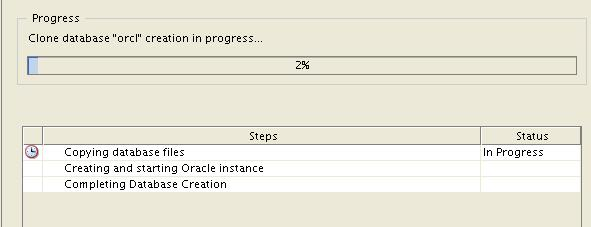 Progress
Clone database "orcl" creation in progress...
2%
Steps Status
Copying database files In Progress
Creating and starting Oracle instance
Completing Database Creation